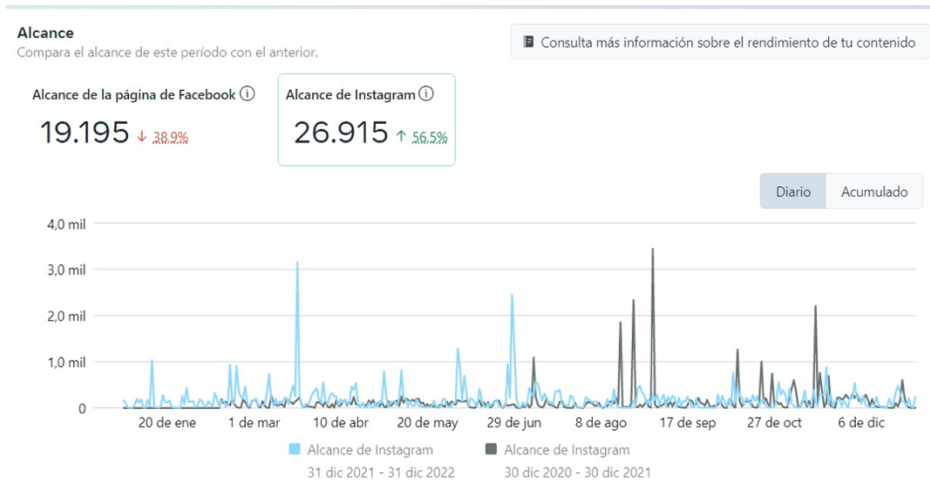 Alcance
Compara el alcance de este período con el anterior.
Consulta más información sobre el rendimiento de tu contenido
Alcance de la página de Facebook
19.195 ↓ 38.9%
Alcance de Instagram
26.915 ↑ 56.5%
Diario
Acumulado
4,0 mil
3,0 mil
2,0 mil
1,0 mil
0
20 de ene 1 de mar 10 de abr 20 de may 29 de jun 8 de ago 17 de sep 27 de oct 6 de dic
Alcance de Instagram
31 dic 2021 - 31 dic 2022
Alcance de Instagram
30 dic 2020 - 30 dic 2021